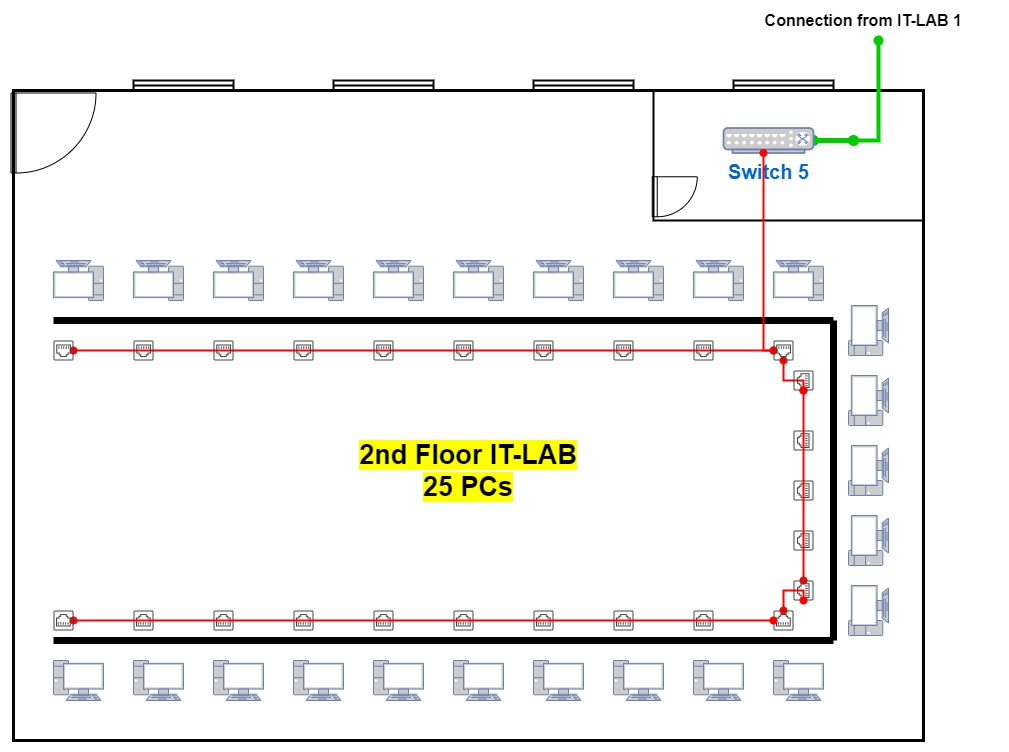 Connection from IT-LAB 1
Switch 5
2nd Floor IT-LAB
25 PCs